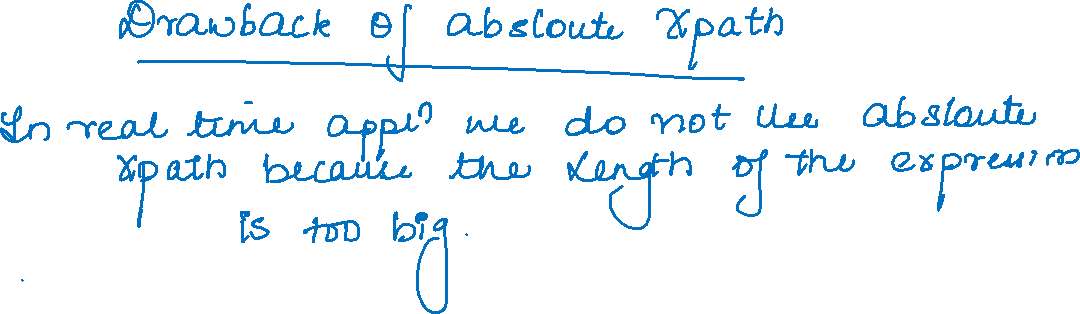 Drawback of absloute Xpath
In real time appln we do not use absloute
Xpath because the Length of the expression
is too big.